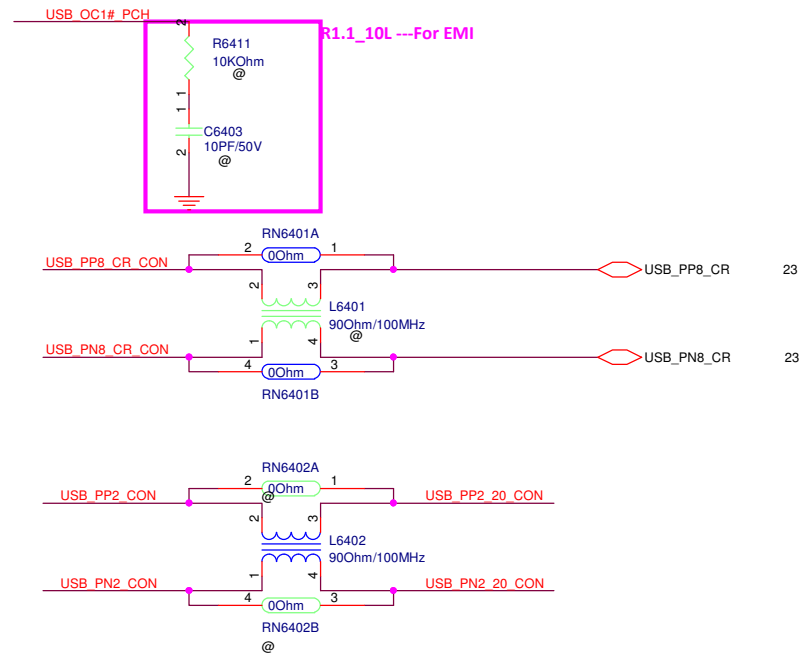 USB_OC1#_PCH
2
R1.1_10L ---For EMI
R6411
10KOhm
@
1
1
C6403
10PF/50V
2
@
RN6401A
2 0Ohm 1
USB_PP8_CR_CON
USB_PP8_CR 23
2 3
L6401
90Ohm/100MHz
@
1 4
USB_PN8_CR_CON
USB_PN8_CR 23
4 0Ohm 3
RN6401B
RN6402A
2 0Ohm 1
@
USB_PP2_CON USB_PP2_20_CON
2 3
L6402
90Ohm/100MHz
1 4
USB_PN2_CON USB_PN2_20_CON
4 0Ohm 3
RN6402B
@